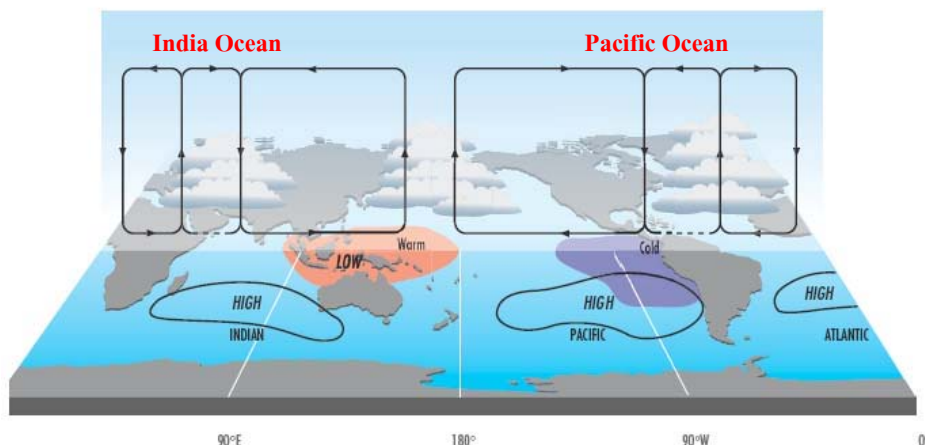 India Ocean
Pacific Ocean
Warm
Cold
LOW
HIGH
HIGH
HIGH
INDIAN
PACIFIC
ATLANTIC
90°E
180°
90°W
0